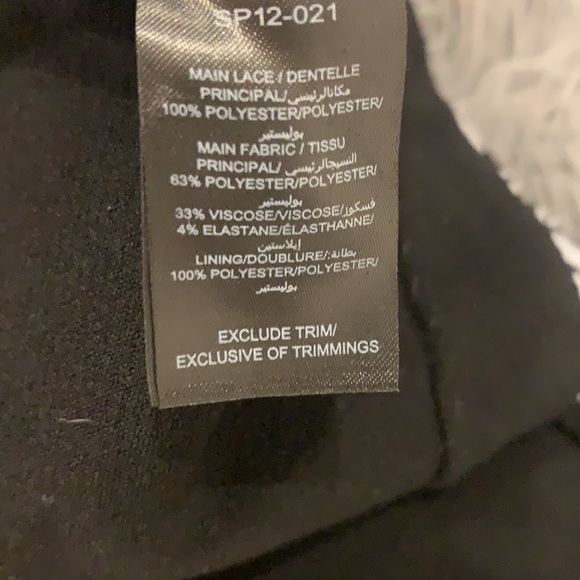 SP12-021
MAIN LACE / DENTELLE
PRINCIPAL/مكانالرئيسي
100% POLYESTER/POLYESTER/
بوليستير
MAIN FABRIC / TISSU
PRINCIPAL/النسيجالرئيسي
63% POLYESTER/POLYESTER/
بوليستير
33% VISCOSE/VISCOSE/فسكوز
4% ELASTANE/ÉLASTHANNE/
إيلاستين
LINING/DOUBLURE/بطانة:
100% POLYESTER/POLYESTER/
بوليستير
EXCLUDE TRIM/
EXCLUSIVE OF TRIMMINGS